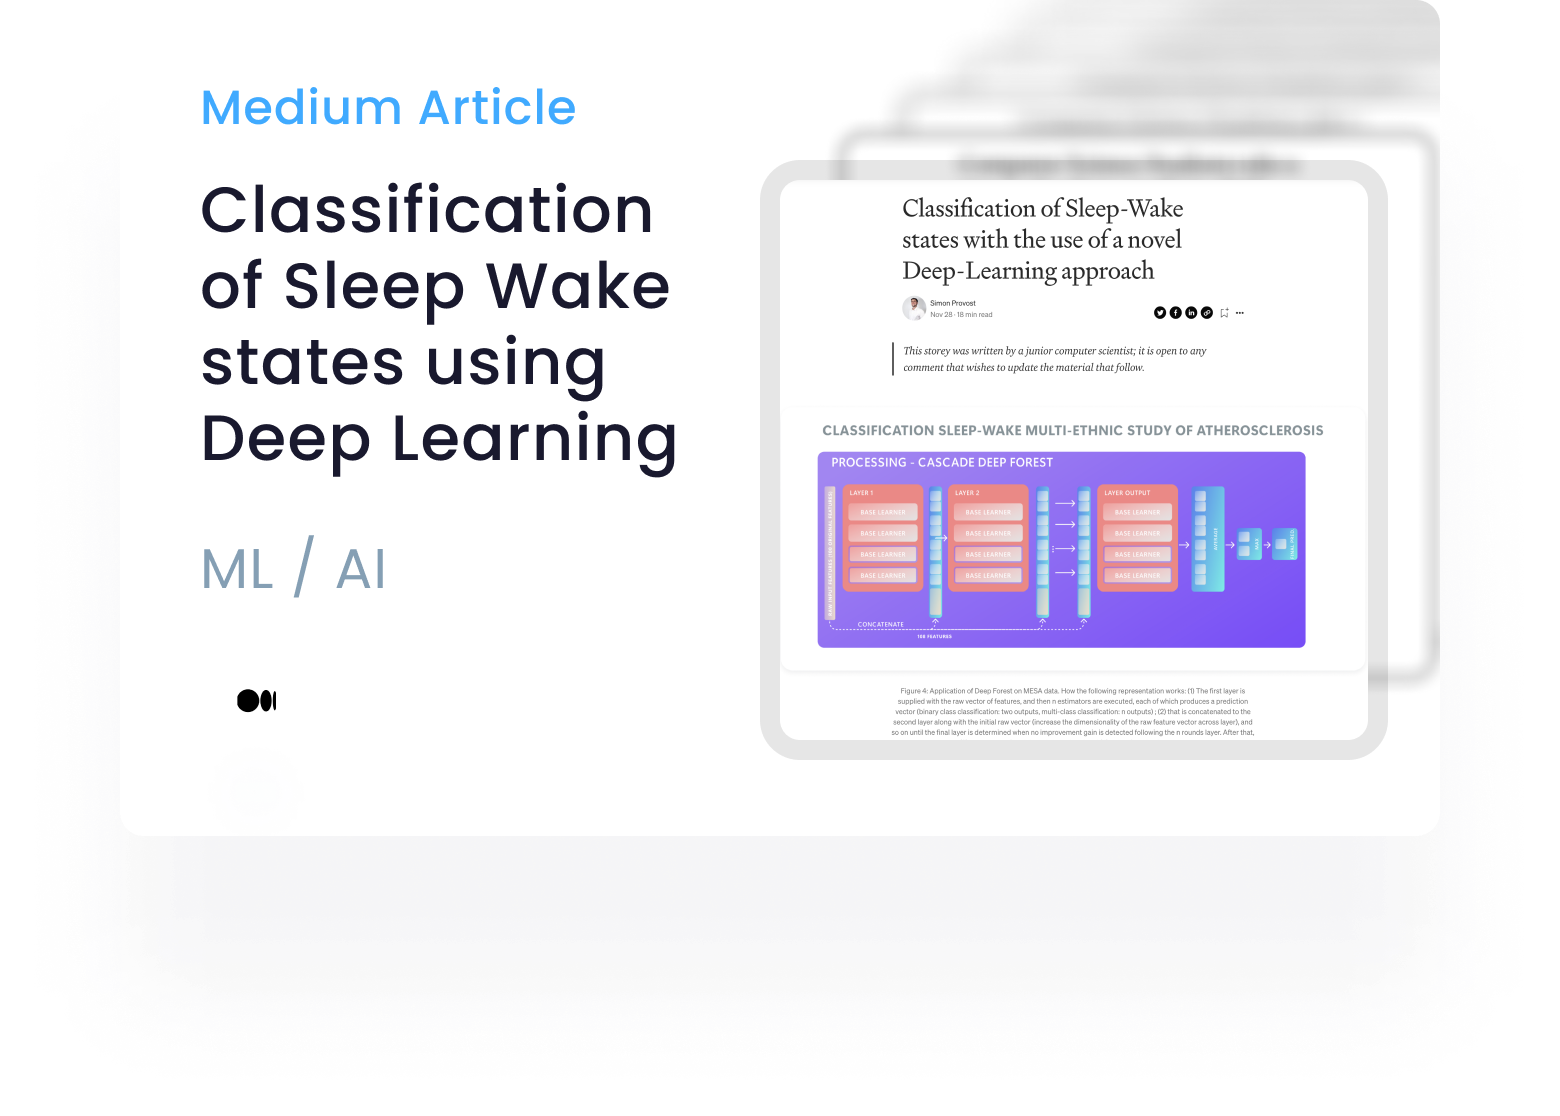 Medium Article
Classification
of Sleep Wake
states using
Deep Learning
ML / AI
Classification of Sleep-Wake
states with the use of a novel
Deep-Learning approach
Simon Provost
Nov 28 · 18 min read
This storey was written by a junior computer scientist; it is open to any
comment that wishes to update the material that follow.
CLASSIFICATION SLEEP-WAKE MULTI-ETHNIC STUDY OF ATHEROSCLEROSIS
PROCESSING - CASCADE DEEP FOREST
LAYER 1
BASE LEARNER
BASE LEARNER
BASE LEARNER
BASE LEARNER
LAYER 2
BASE LEARNER
BASE LEARNER
BASE LEARNER
BASE LEARNER
LAYER OUTPUT
BASE LEARNER
BASE LEARNER
BASE LEARNER
BASE LEARNER
AVERAGE
MAX
FINAL PRED
CONCATENATE
168 FEATURES
Figure 4: Application of Deep Forest on MESA data. How the following representation works: (1) The first layer is
supplied with the raw vector of features, and then n estimators are executed, each of which produces a prediction
vector (binary class classification: two outputs, multi-class classification: n outputs) ; (2) that is concatenated to the
second layer along with the initial raw vector (increase the dimensionality of the raw feature vector across layer), and
so on until the final layer is determined when no improvement gain is detected following the n rounds layer. After that,